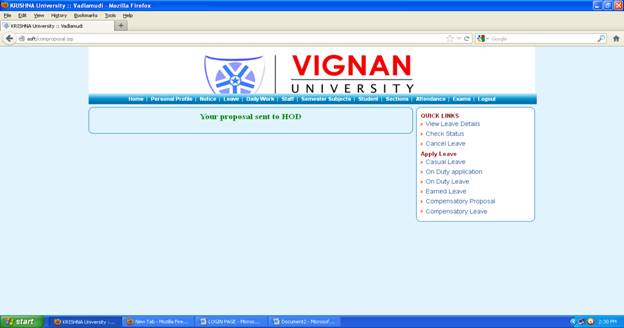 KRISHNA University :: Vadlamudi - Mozilla Firefox
File Edit View History Bookmarks Tools Help
KRISHNA University :: Vadlamudi
soft/comproposal.jsp
Google
VIGNAN
UNIVERSITY
Home | Personal Profile | Notice | Leave | Daily Work | Staff | Semester Subjects | Student | Sections | Attendance | Exams | Logout
Your proposal sent to HOD
QUICK LINKS
View Leave Details
Check Status
Cancel Leave
Apply Leave
Casual Leave
On Duty application
On Duty Leave
Earned Leave
Compensatory Proposal
Compensatory Leave
start KRISHNA University ::... New Tab - Mozilla Fire... LOGIN PAGE - Micros... Document2 - Microsof... 2:30 PM